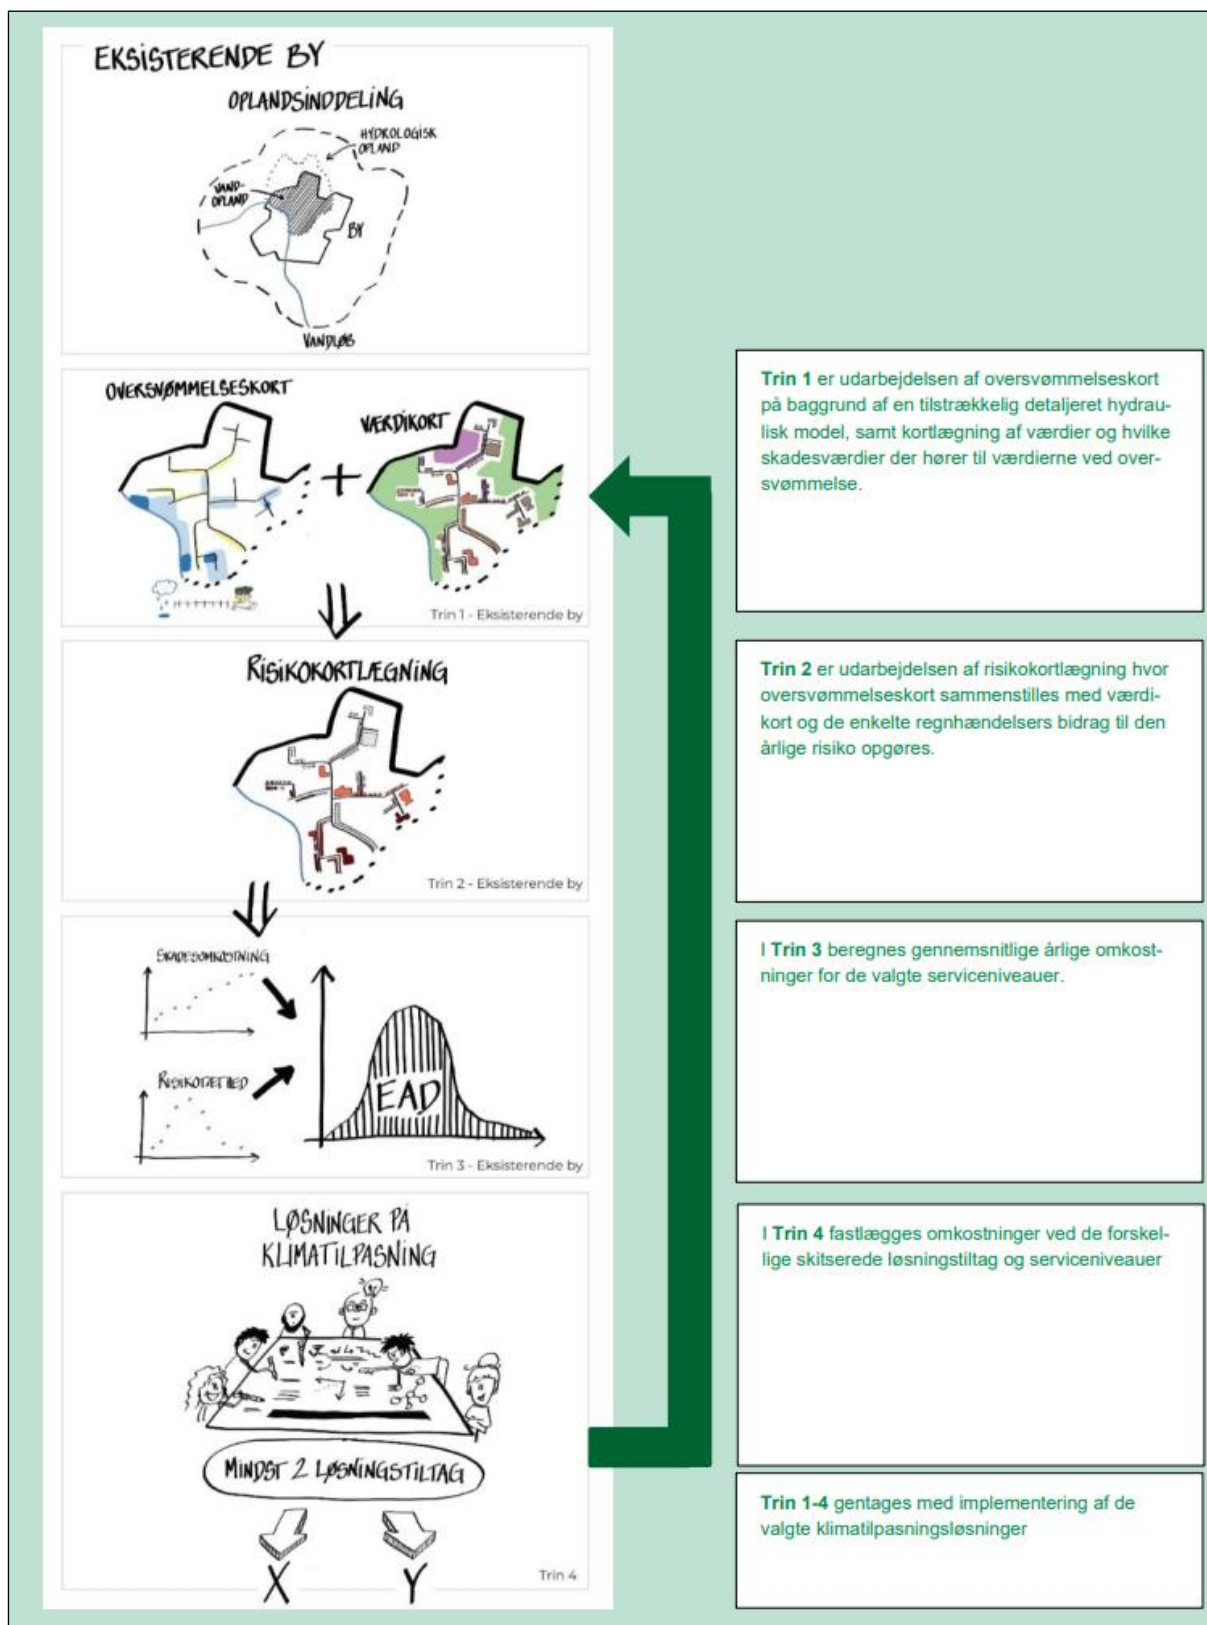 EKSISTERENDE BY
OPLANDSINDDELING
HYDROLOGISK
OPLAND
VAND-
OPLAND
BY
VANDLØB
OVERSVØMMELSESKORT
VÆRDIKORT
+
Trin 1 - Eksisterende by
RISIKOKORTLÆGNING
Trin 2 - Eksisterende by
SKADESOMKOSTNING
RISIKOTÆTHED
EAD
Trin 3 - Eksisterende by
LØSNINGER PÅ
KLIMATILPASNING
MINDST 2 LØSNINGSTILTAG
X Y
Trin 4
Trin 1 er udarbejdelsen af oversvømmelseskort
på baggrund af en tilstrækkelig detaljeret hydrau-
lisk model, samt kortlægning af værdier og hvilke
skadesværdier der hører til værdierne ved over-
svømmelse.
Trin 2 er udarbejdelsen af risikokortlægning hvor
oversvømmelseskort sammenstilles med værdi-
kort og de enkelte regnhændelsers bidrag til den
årlige risiko opgøres.
I Trin 3 beregnes gennemsnitlige årlige omkost-
ninger for de valgte serviceniveauer.
I Trin 4 fastlægges omkostninger ved de forskel-
lige skitserede løsningstiltag og serviceniveauer
Trin 1-4 gentages med implementering af de
valgte klimatilpasningsløsninger